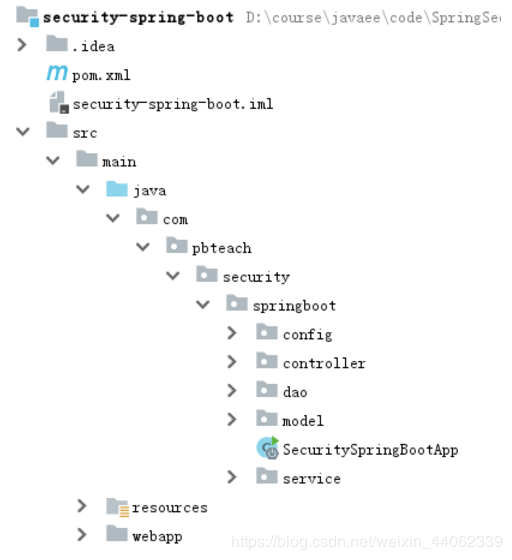 security-spring-boot D:\course\javaee\code\SpringSec
.idea
pom.xml
security-spring-boot.iml
src
main
java
com
pbteach
security
springboot
config
controller
dao
model
SecuritySpringBootApp
service
resources
webapp
https://blog.csdn.net/weixin_44062339